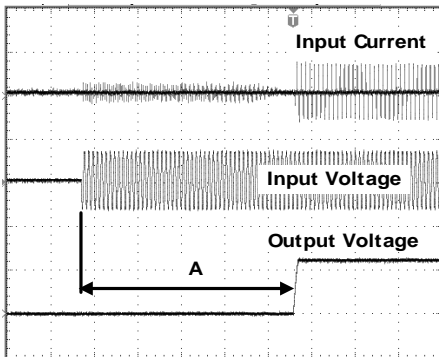 T
Input Current
Input Voltage
Output Voltage
A